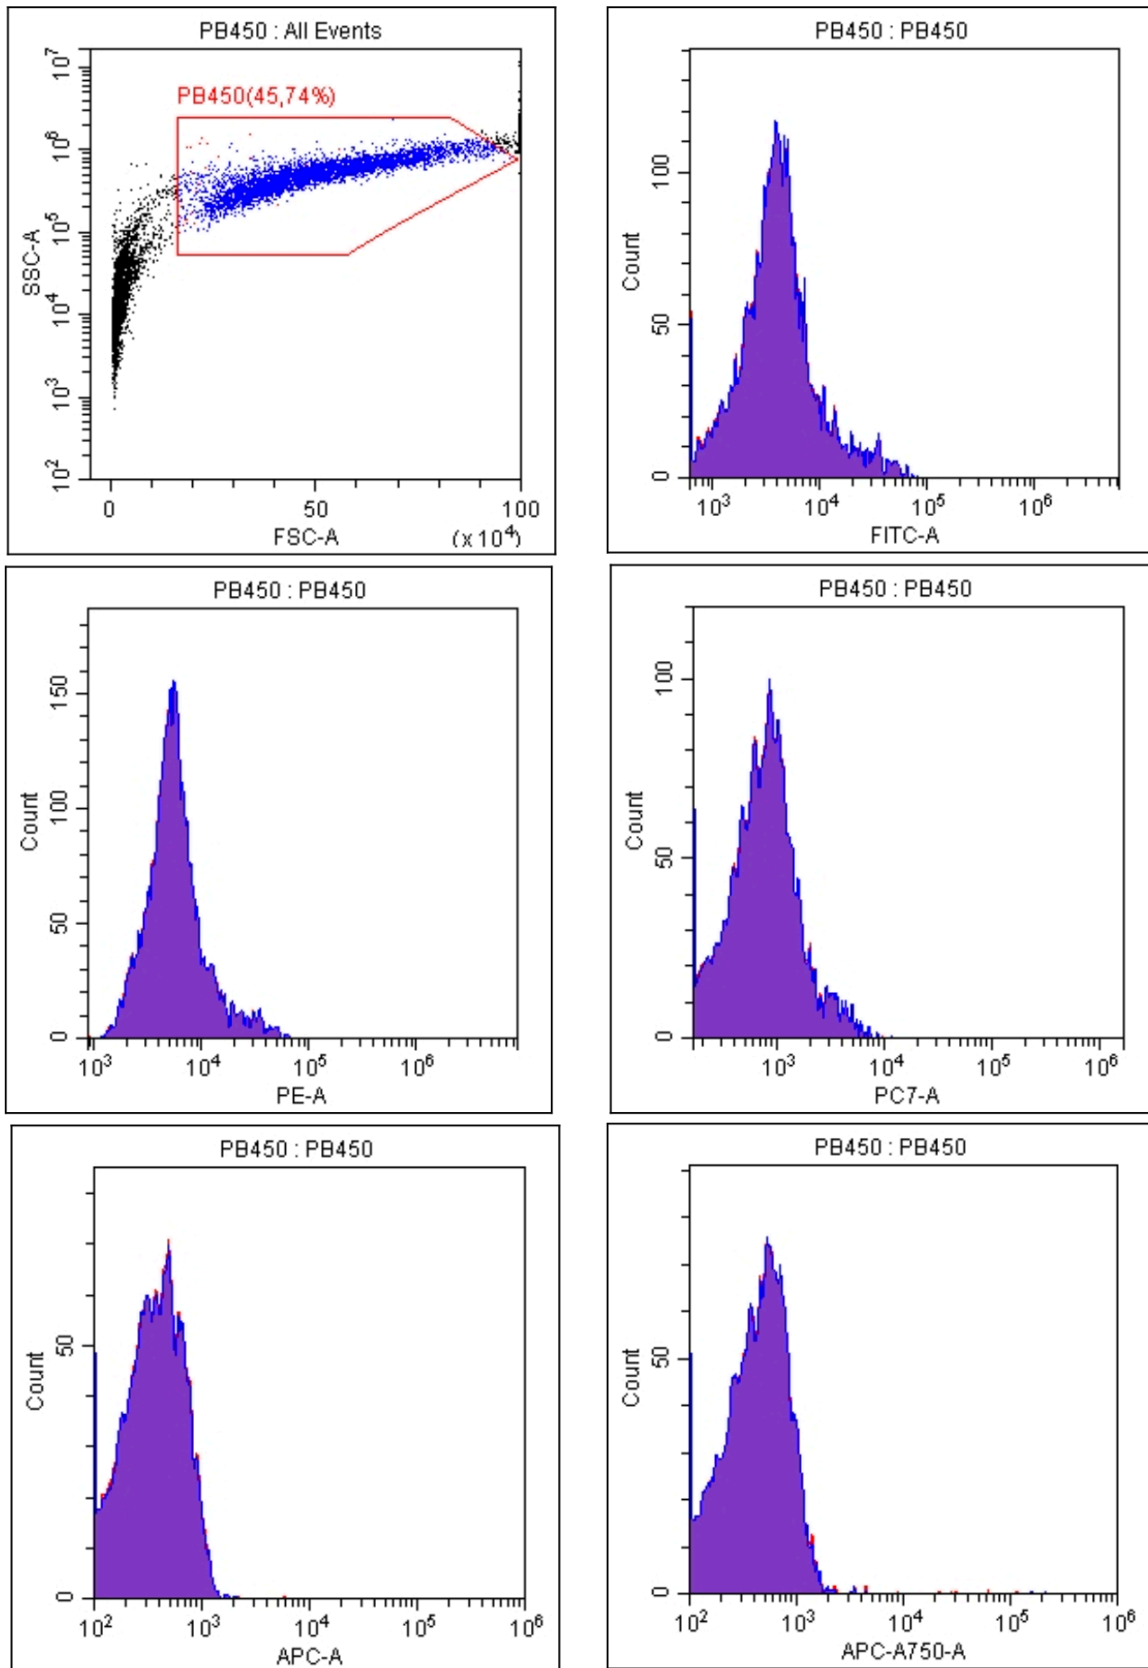 PB450 : All Events
PB450(45,74%)
10^7
10^6
10^5
10^4
10^3
10^2
SSC-A
0 50 100
FSC-A (x 10^4)
PB450 : PB450
100
50
0
Count
10^3 10^4 10^5 10^6
FITC-A
PB450 : PB450
150
100
50
0
Count
10^3 10^4 10^5 10^6
PE-A
PB450 : PB450
100
50
0
Count
10^3 10^4 10^5 10^6
PC7-A
PB450 : PB450
50
0
Count
10^2 10^3 10^4 10^5 10^6
APC-A
PB450 : PB450
50
0
Count
10^2 10^3 10^4 10^5 10^6
APC-A750-A